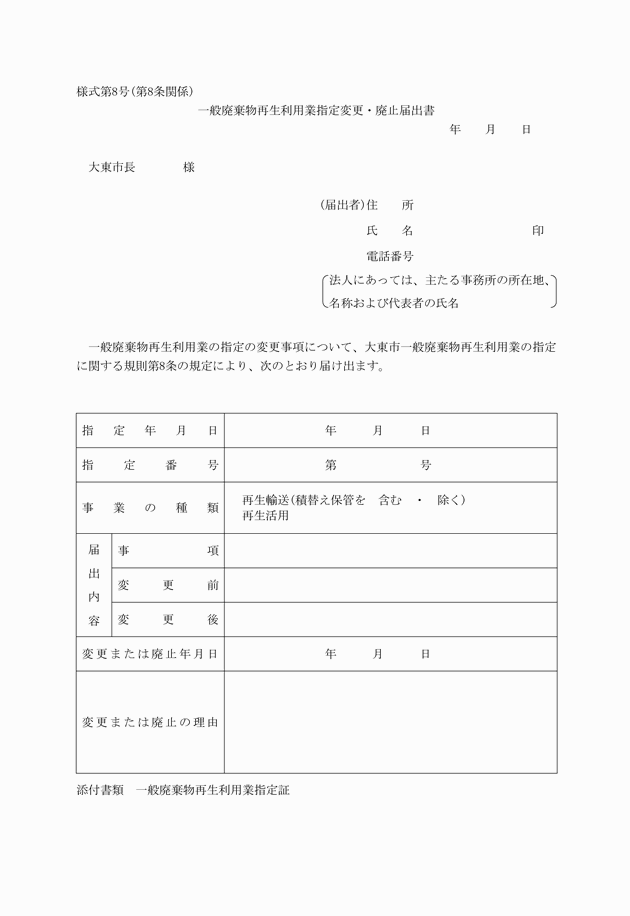 様式第8号(第8条関係)
一般廃棄物再生利用業指定変更・廃止届出書
年　　月　　日
大東市長　　　　様
(届出者)住　　所
氏　　名　　　　　　　　　　印
電話番号
法人にあっては、主たる事務所の所在地、
名称および代表者の氏名
一般廃棄物再生利用業の指定の変更事項について、大東市一般廃棄物再生利用業の指定
に関する規則第8条の規定により、次のとおり届け出ます。
指定年月日　　年　　月　　日
指定番号　　第　　　　号
事業の種類　　再生輸送(積替え保管を　含む　・　除く)
再生活用
届出内容
事項
変更前
変更後
変更または廃止年月日　　年　　月　　日
変更または廃止の理由
添付書類　一般廃棄物再生利用業指定証